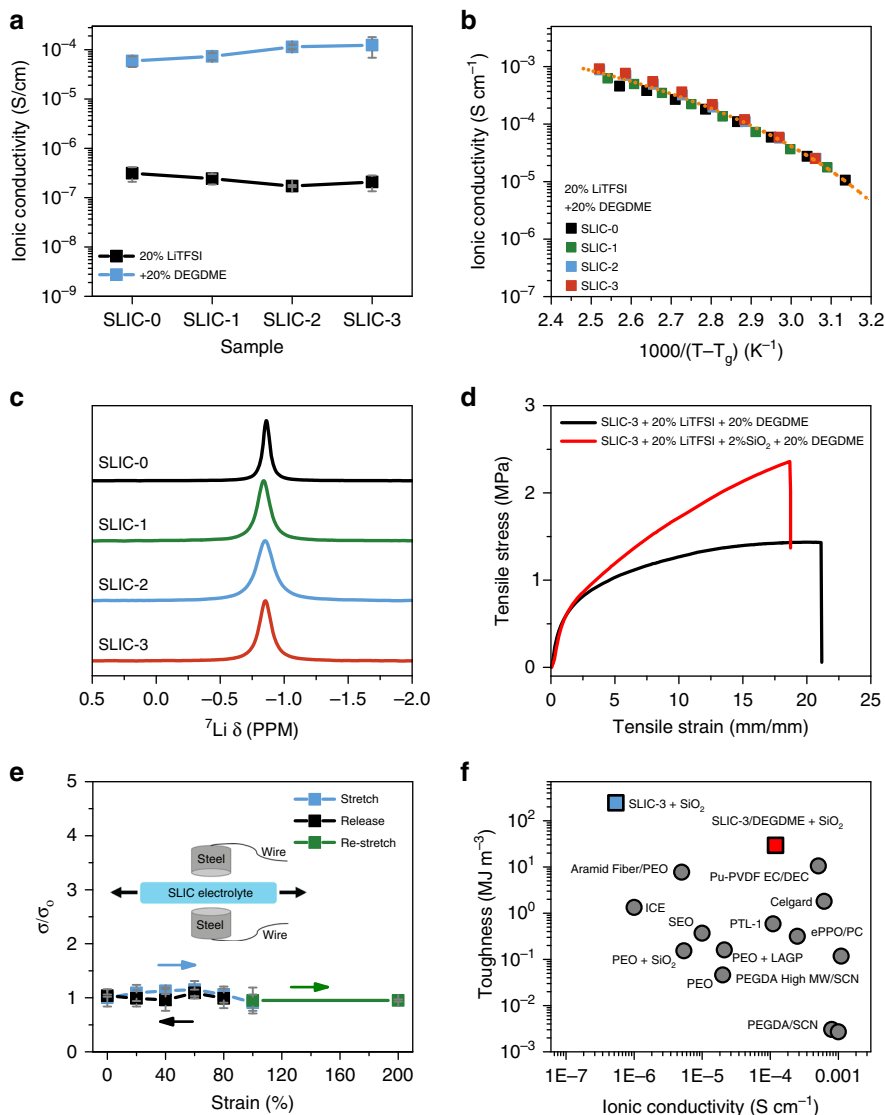 a
Ionic conductivity (S/cm)
10⁻⁴
10⁻⁵
10⁻⁶
10⁻⁷
10⁻⁸
10⁻⁹
20% LiTFSI
+20% DEGDME
SLIC-0 SLIC-1 SLIC-2 SLIC-3
Sample
b
Ionic conductivity (S cm⁻¹)
10⁻³
10⁻⁴
10⁻⁵
10⁻⁶
10⁻⁷
20% LiTFSI
+20% DEGDME
SLIC-0
SLIC-1
SLIC-2
SLIC-3
2.4 2.5 2.6 2.7 2.8 2.9 3.0 3.1 3.2
1000/(T–Tg) (K⁻¹)
c
SLIC-0
SLIC-1
SLIC-2
SLIC-3
0.5 0.0 –0.5 –1.0 –1.5 –2.0
⁷Li δ (PPM)
d
Tensile stress (MPa)
3
2
1
0
SLIC-3 + 20% LiTFSI + 20% DEGDME
SLIC-3 + 20% LiTFSI + 2%SiO₂ + 20% DEGDME
0 5 10 15 20 25
Tensile strain (mm/mm)
e
σ/σₒ
5
4
3
2
1
0
Stretch
Release
Re-stretch
Steel
Wire
SLIC electrolyte
Steel
Wire
0 40 80 120 160 200
Strain (%)
f
Toughness (MJ m⁻³)
10²
10¹
10⁰
10⁻¹
10⁻²
10⁻³
SLIC-3 + SiO₂
SLIC-3/DEGDME + SiO₂
Aramid Fiber/PEO
Pu-PVDF EC/DEC
ICE
Celgard
SEO
PTL-1
ePPO/PC
PEO + SiO₂
PEO + LAGP
PEO
PEGDA High MW/SCN
PEGDA/SCN
1E–7 1E–6 1E–5 1E–4 0.001
Ionic conductivity (S cm⁻¹)